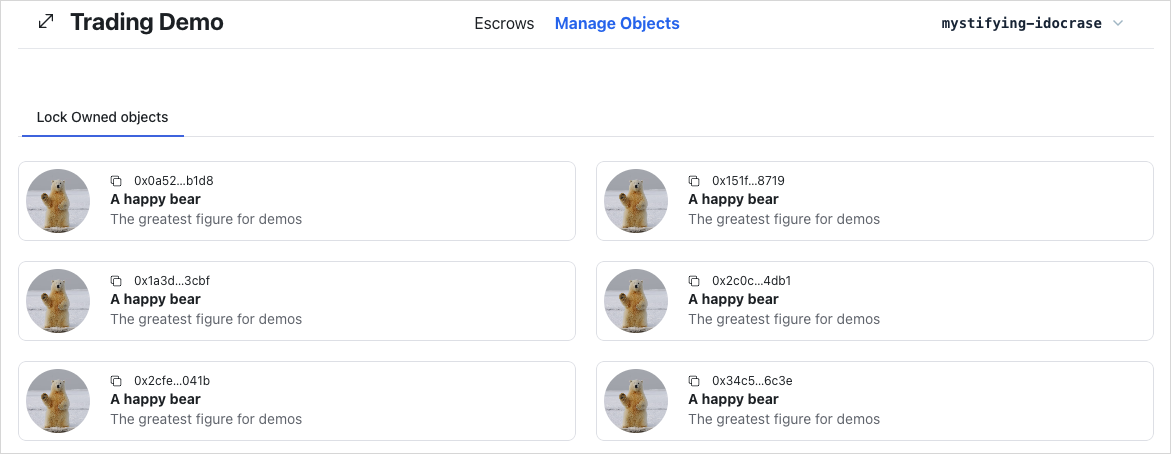 Trading Demo
Escrows
Manage Objects
mystifying-idocrase
Lock Owned objects
0x0a52...b1d8
A happy bear
The greatest figure for demos
0x151f...8719
A happy bear
The greatest figure for demos
0x1a3d...3cbf
A happy bear
The greatest figure for demos
0x2c0c...4db1
A happy bear
The greatest figure for demos
0x2cfe...041b
A happy bear
The greatest figure for demos
0x34c5...6c3e
A happy bear
The greatest figure for demos